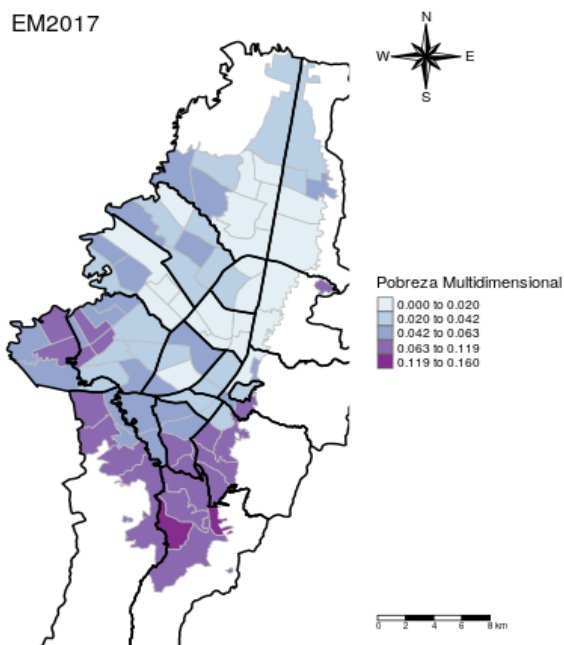 EM2017
N
W E
S
Pobreza Multidimensional
0.000 to 0.020
0.020 to 0.042
0.042 to 0.063
0.063 to 0.119
0.119 to 0.160
0 2 4 6 8 km